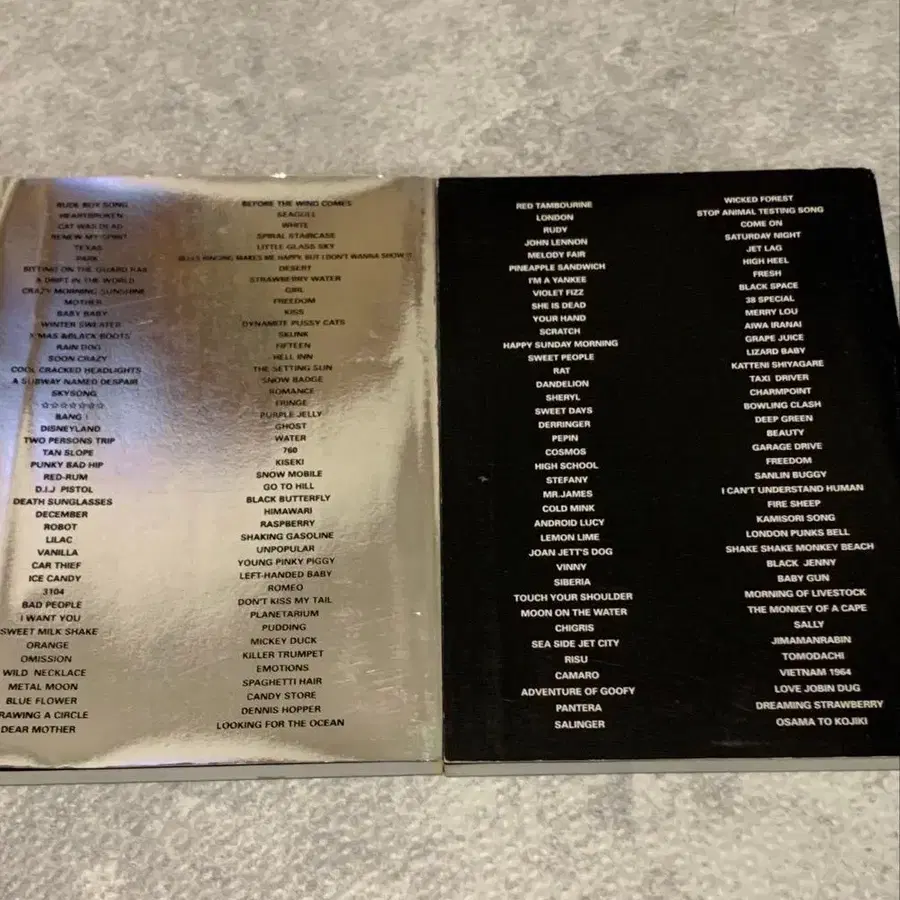 RUDE BOY SONG
HEARTBROKEN
CAT WAS DEAD
RENEW MY SPIRIT
TEXAS
PARK
SITTING ON THE GUARD RAIL
A DRIFT IN THE WORLD
CRAZY MORNING SUNSHINE
MOTHER
BABY BABY
WINTER SWEATER
X'MAS &BLACK BOOTS
RAIN DOG
SOON CRAZY
COOL CRACKED HEADLIGHTS
A SUBWAY NAMED DESPAIR
SKYSONG
☆☆☆☆☆☆☆
BANG !
DISNEYLAND
TWO PERSONS TRIP
TAN SLOPE
PUNKY BAD HIP
RED-RUM
D.I.J PISTOL
DEATH SUNGLASSES
DECEMBER
ROBOT
LILAC
VANILLA
CAR THIEF
ICE CANDY
3104
BAD PEOPLE
I WANT YOU
SWEET MILK SHAKE
ORANGE
OMISSION
WILD NECKLACE
METAL MOON
BLUE FLOWER
RAWING A CIRCLE
DEAR MOTHER
BEFORE THE WIND COMES
SEAGULL
WHITE
SPIRAL STAIRCASE
LITTLE GLASS SKY
RINGING MAKES ME HAPPY, BUT I DON'T WANNA SHOW
DESERT
STRAWBERRY WATER
GIRL
FREEDOM
KISS
DYNAMITE PUSSY CATS
SKUNK
FIFTEEN
HELL INN
THE SETTING SUN
SNOW BADGE
ROMANCE
FRINGE
PURPLE JELLY
GHOST
WATER
760
KISEKI
SNOW MOBILE
GO TO HILL
BLACK BUTTERFLY
HIMAWARI
RASPBERRY
SHAKING GASOLINE
UNPOPULAR
YOUNG PINKY PIGGY
LEFT-HANDED BABY
ROMEO
DON'T KISS MY TAIL
PLANETARIUM
PUDDING
MICKEY DUCK
KILLER TRUMPET
EMOTIONS
SPAGHETTI HAIR
CANDY STORE
DENNIS HOPPER
LOOKING FOR THE OCEAN
RED TAMBOURINE
LONDON
RUDY
JOHN LENNON
MELODY FAIR
PINEAPPLE SANDWICH
I'M A YANKEE
VIOLET FIZZ
SHE IS DEAD
YOUR HAND
SCRATCH
HAPPY SUNDAY MORNING
SWEET PEOPLE
RAT
DANDELION
SHERYL
SWEET DAYS
DERRINGER
PEPIN
COSMOS
HIGH SCHOOL
STEFANY
MR.JAMES
COLD MINK
ANDROID LUCY
LEMON LIME
JOAN JETT'S DOG
VINNY
SIBERIA
TOUCH YOUR SHOULDER
MOON ON THE WATER
CHIGRIS
SEA SIDE JET CITY
RISU
CAMARO
ADVENTURE OF GOOFY
PANTERA
SALINGER
WICKED FOREST
STOP ANIMAL TESTING SONG
COME ON
SATURDAY NIGHT
JET LAG
HIGH HEEL
FRESH
BLACK SPACE
38 SPECIAL
MERRY LOU
AIWA IRANAI
GRAPE JUICE
LIZARD BABY
KATTENI SHIYAGARE
TAXI DRIVER
CHARMPOINT
BOWLING CLASH
DEEP GREEN
BEAUTY
GARAGE DRIVE
FREEDOM
SANLIN BUGGY
I CAN'T UNDERSTAND HUMAN
FIRE SHEEP
KAMISORI SONG
LONDON PUNKS BELL
SHAKE SHAKE MONKEY BEACH
BLACK JENNY
BABY GUN
MORNING OF LIVESTOCK
THE MONKEY OF A CAPE
SALLY
JIMAMANRABIN
TOMODACHI
VIETNAM 1964
LOVE JOBIN DUG
DREAMING STRAWBERRY
OSAMA TO KOJIKI